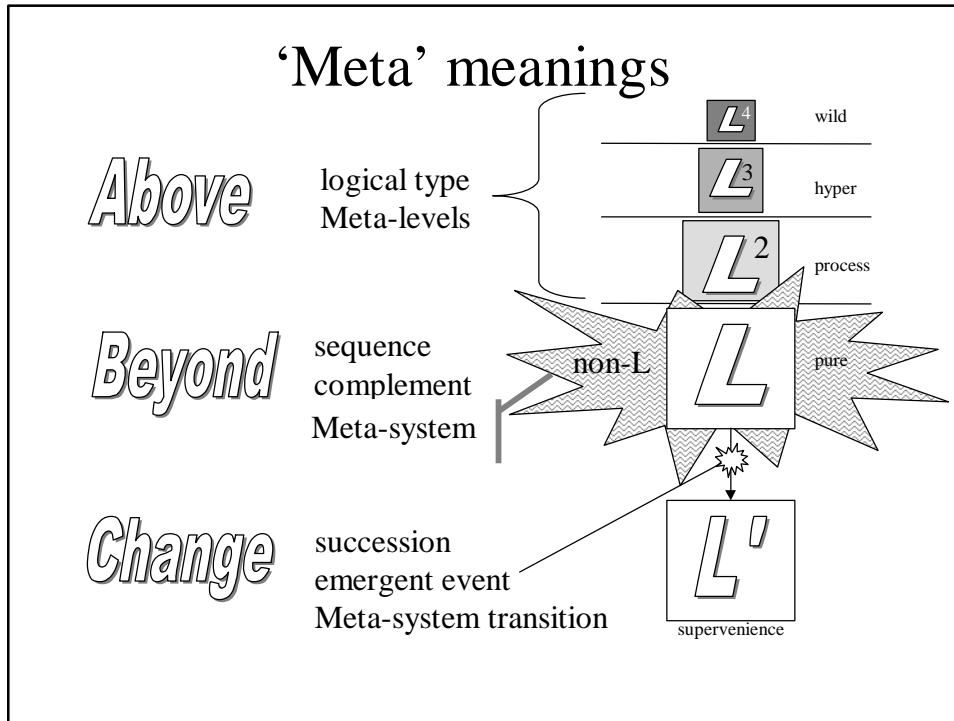 ‘Meta’ meanings
L4
wild
Above
logical type
Meta-levels
L3
hyper
L2
process
Beyond
sequence
complement
Meta-system
non-L
L
pure
Change
succession
emergent event
Meta-system transition
L'
supervenience